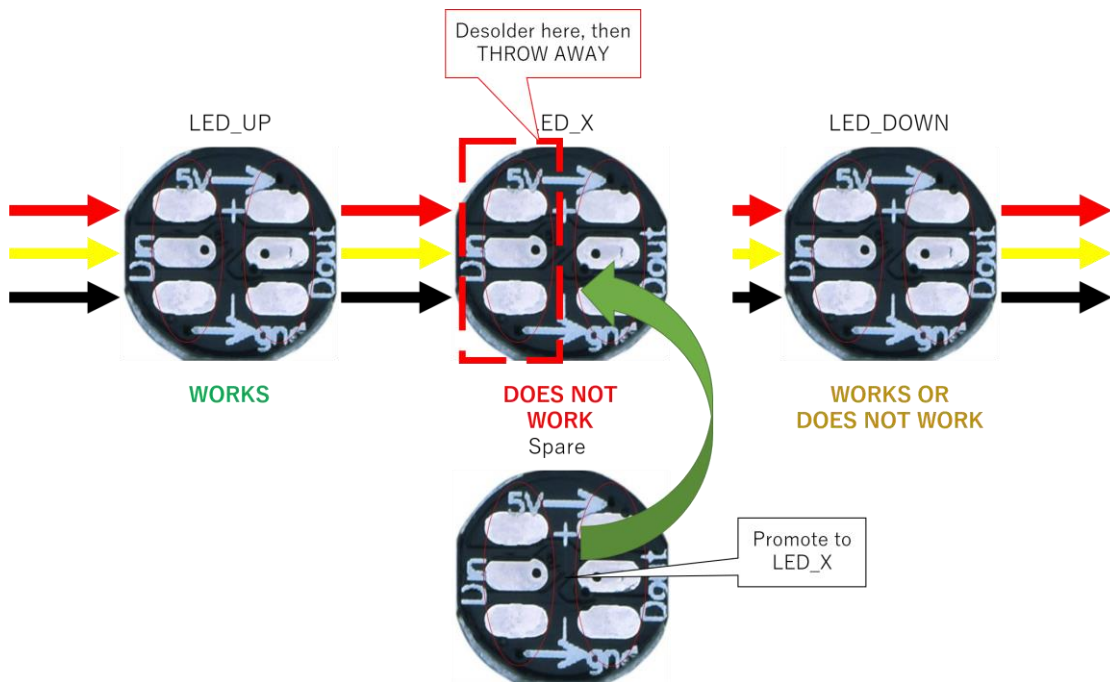 Desolder here, then
THROW AWAY
LED_UP
ED_X
LED_DOWN
5V
+
Din
Dout
gnd
5V
+
Din
Dout
gnd
5V
+
Din
Dout
gnd
WORKS
DOES NOT
WORK
WORKS OR
DOES NOT WORK
Spare
5V
+
Din
Dout
gnd
Promote to
LED_X